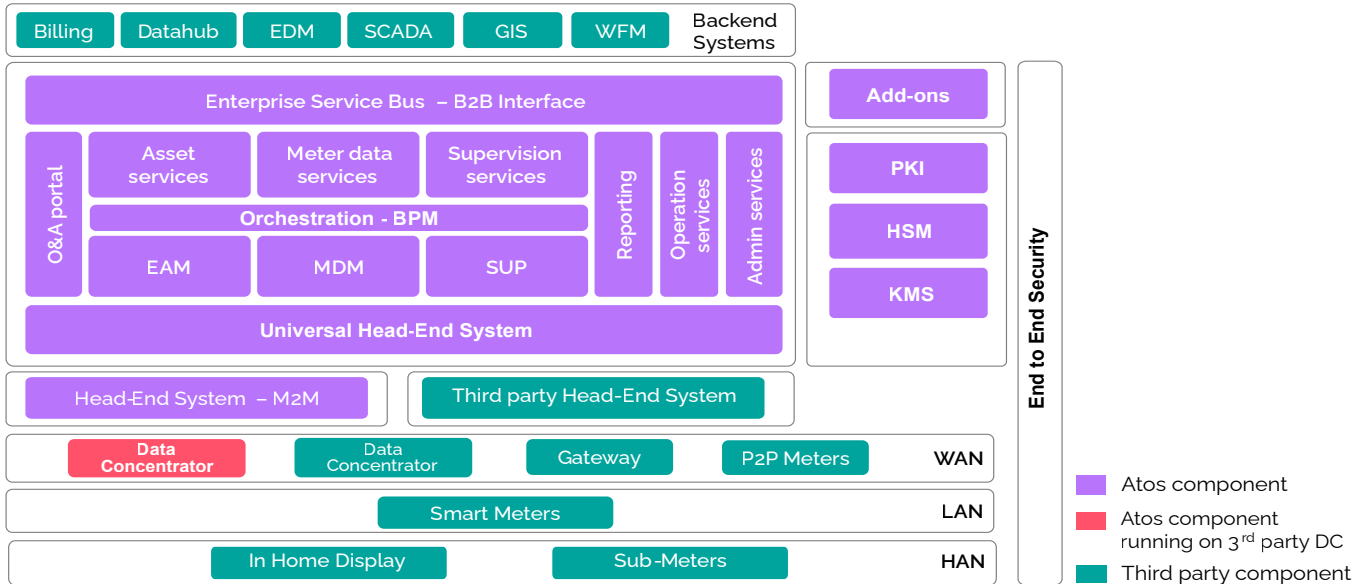 Billing
Datahub
EDM
SCADA
GIS
WFM
Backend
Systems
Enterprise Service Bus – B2B Interface
Add-ons
O&A portal
Asset
services
Meter data
services
Supervision
services
Reporting
Operation
services
Admin services
Orchestration - BPM
EAM
MDM
SUP
PKI
HSM
KMS
Universal Head-End System
End to End Security
Head-End System – M2M
Third party Head-End System
Data
Concentrator
Data
Concentrator
Gateway
P2P Meters
WAN
Smart Meters
LAN
In Home Display
Sub-Meters
HAN
Atos component
Atos component
running on 3rd party DC
Third party component